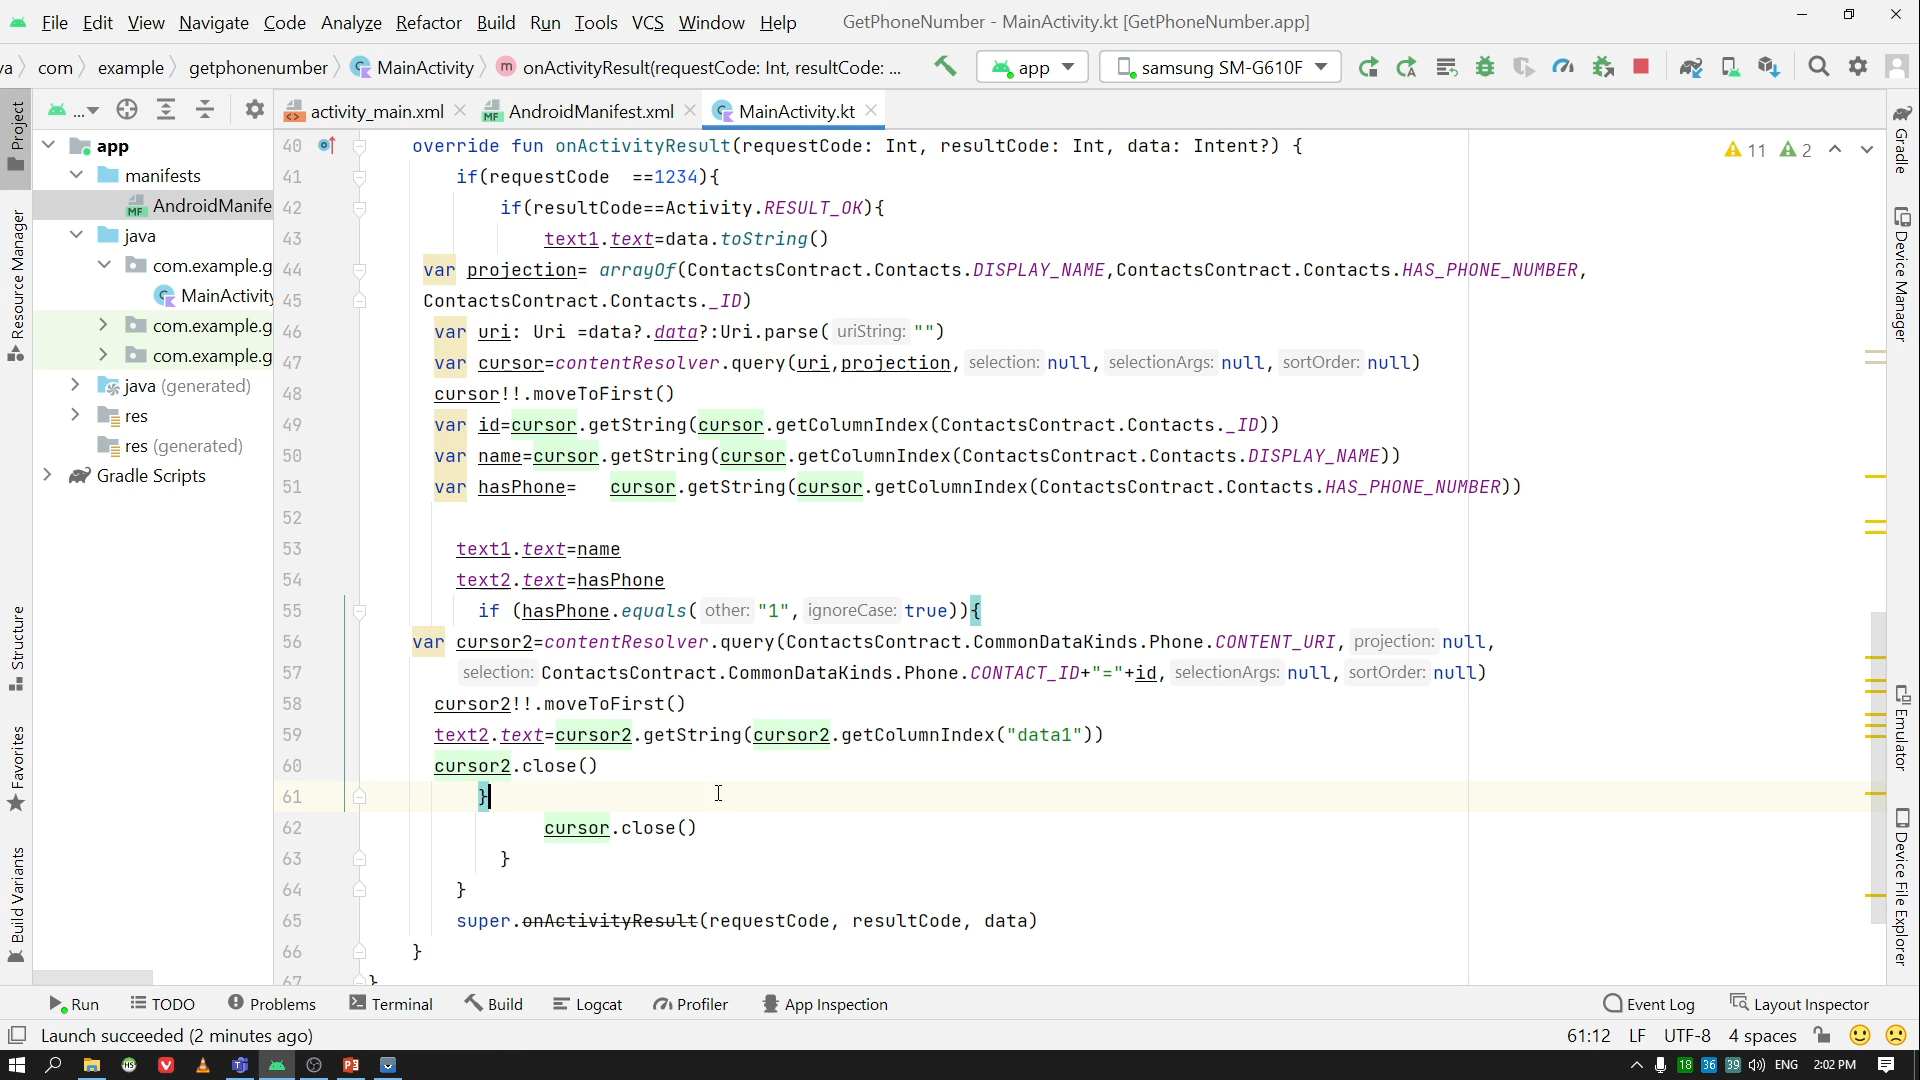 File Edit View Navigate Code Analyze Refactor Build Run Tools VCS Window Help GetPhoneNumber - MainActivity.kt [GetPhoneNumber.app]
va com example getphonenumber MainActivity m onActivityResult(requestCode: Int, resultCode: ... app samsung SM-G610F
... activity_main.xml MF AndroidManifest.xml MainActivity.kt
Project
Resource Manager
Structure
Favorites
Build Variants
app
manifests
MF AndroidManife
java
com.example.g
MainActivity
com.example.g
com.example.g
java (generated)
res
res (generated)
Gradle Scripts
11 2
40 override fun onActivityResult(requestCode: Int, resultCode: Int, data: Intent?) {
41 if(requestCode ==1234){
42 if(resultCode==Activity.RESULT_OK){
43 text1.text=data.toString()
44 var projection= arrayOf(ContactsContract.Contacts.DISPLAY_NAME,ContactsContract.Contacts.HAS_PHONE_NUMBER,
45 ContactsContract.Contacts._ID)
46 var uri: Uri =data?.data?:Uri.parse( uriString: "")
47 var cursor=contentResolver.query(uri,projection, selection: null, selectionArgs: null, sortOrder: null)
48 cursor!!.moveToFirst()
49 var id=cursor.getString(cursor.getColumnIndex(ContactsContract.Contacts._ID))
50 var name=cursor.getString(cursor.getColumnIndex(ContactsContract.Contacts.DISPLAY_NAME))
51 var hasPhone= cursor.getString(cursor.getColumnIndex(ContactsContract.Contacts.HAS_PHONE_NUMBER))
52
53 text1.text=name
54 text2.text=hasPhone
55 if (hasPhone.equals( other: "1", ignoreCase: true)){
56 var cursor2=contentResolver.query(ContactsContract.CommonDataKinds.Phone.CONTENT_URI, projection: null,
57 selection: ContactsContract.CommonDataKinds.Phone.CONTACT_ID+"="+id, selectionArgs: null, sortOrder: null)
58 cursor2!!.moveToFirst()
59 text2.text=cursor2.getString(cursor2.getColumnIndex("data1"))
60 cursor2.close()
61 }
62 cursor.close()
63 }
64 }
65 super.onActivityResult(requestCode, resultCode, data)
66 }
67 }
Gradle
Device Manager
Emulator
Device File Explorer
Run TODO Problems Terminal Build Logcat Profiler App Inspection Event Log Layout Inspector
Launch succeeded (2 minutes ago) 61:12 LF UTF-8 4 spaces
18 36 39 ENG 2:02 PM